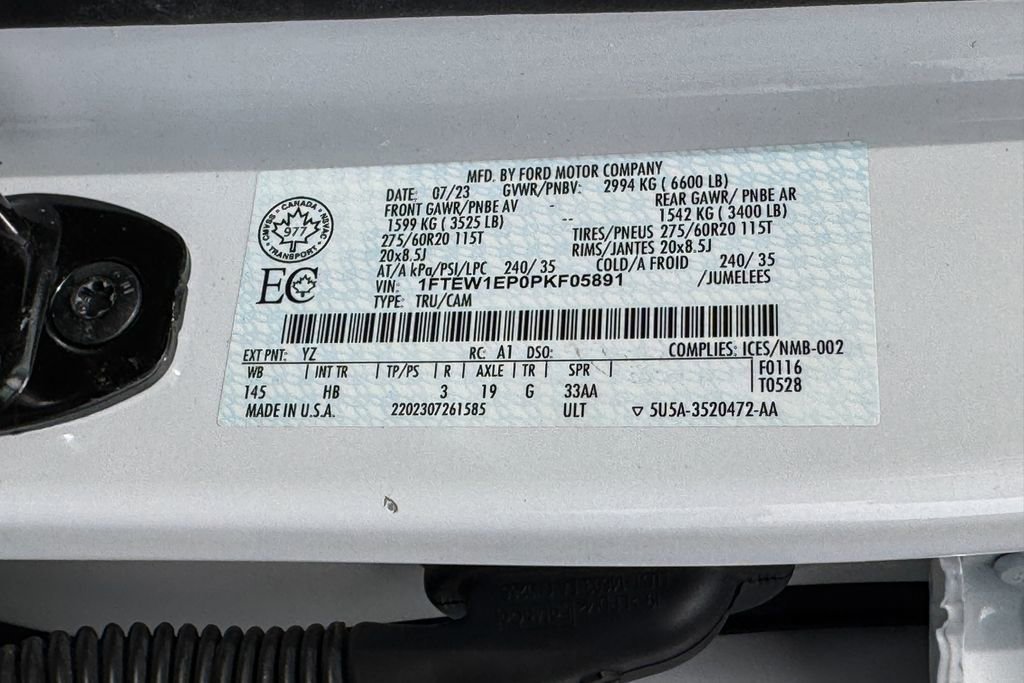 MFD. BY FORD MOTOR COMPANY
DATE: 07/23 GVWR/PNBV: 2994 KG ( 6600 LB)
FRONT GAWR/PNBE AV REAR GAWR/ PNBE AR
1599 KG ( 3525 LB) -- 1542 KG ( 3400 LB)
275/60R20 115T TIRES/PNEUS 275/60R20 115T
20x8.5J RIMS/JANTES 20x8.5J
AT/A kPa/PSI/LPC 240/ 35 COLD/A FROID 240/ 35
VIN: 1FTEW1EP0PKF05891 /JUMELEES
TYPE: TRU/CAM
CANADA
CMVSS NSVAC
977
TRANSPORT
EC
EXT PNT: YZ RC: A1 DSO: COMPLIES: ICES/NMB-002
WB | INT TR | TP/PS | R | AXLE | TR | SPR | F0116
145 HB 3 19 G 33AA T0528
MADE IN U.S.A. 2202307261585 ULT ▽ 5U5A-3520472-AA